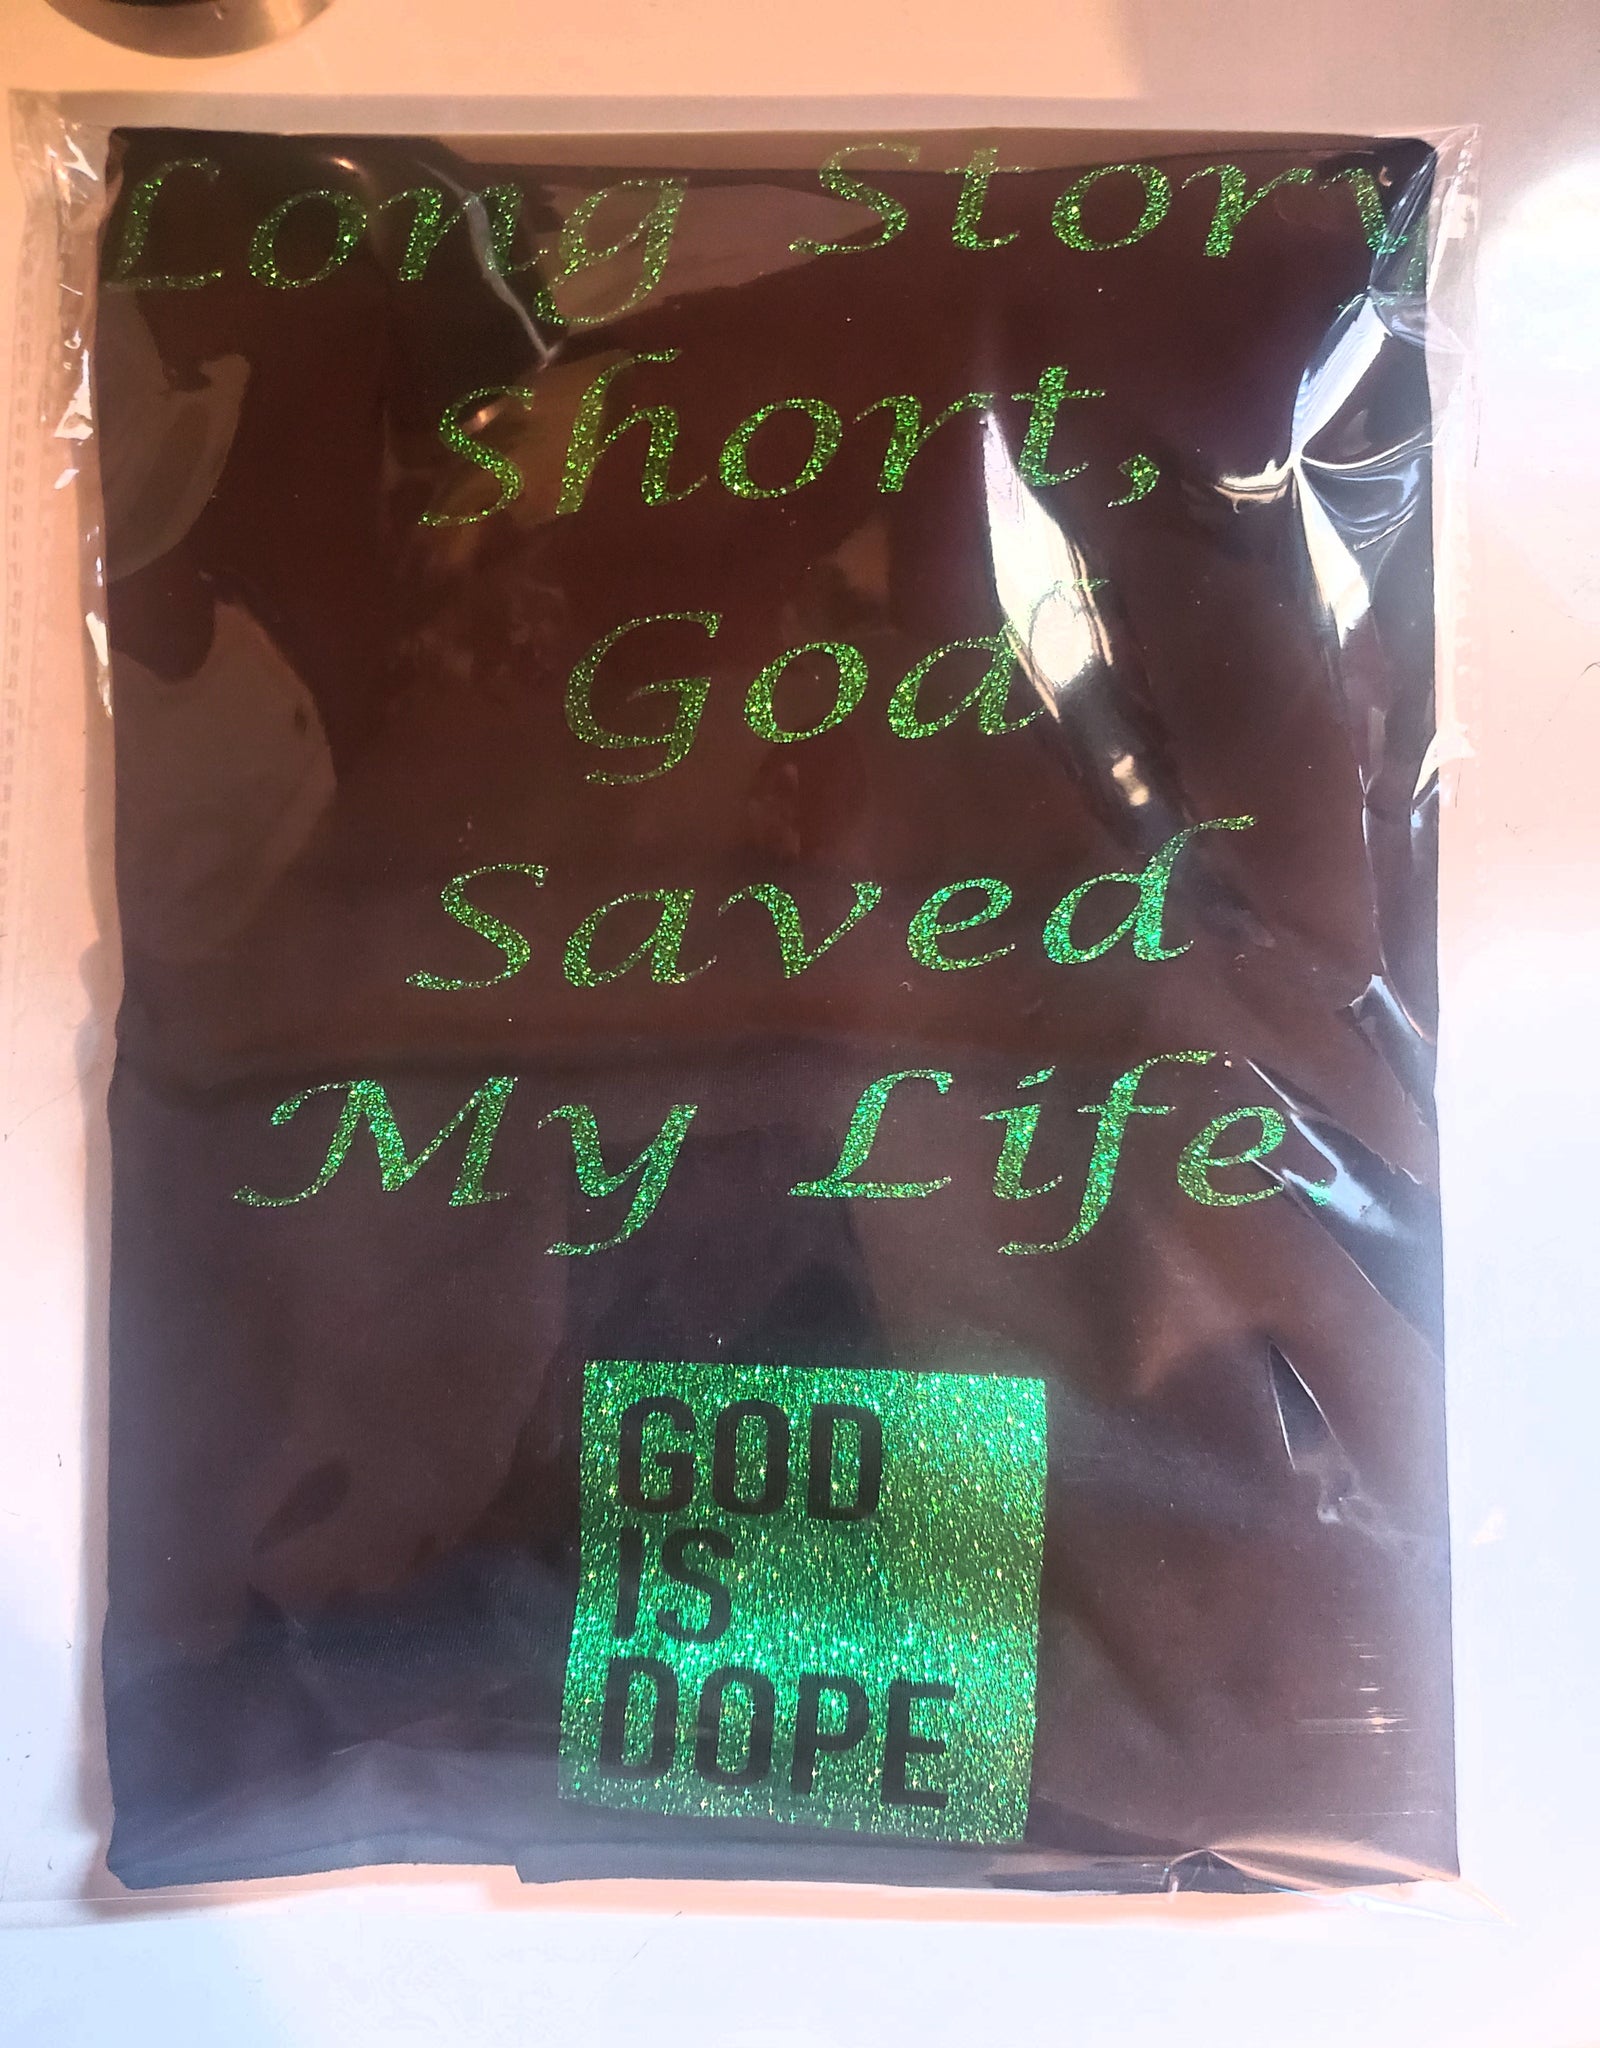 Long Story
short,
God
Saved
My Life.
GOD
IS
DOPE